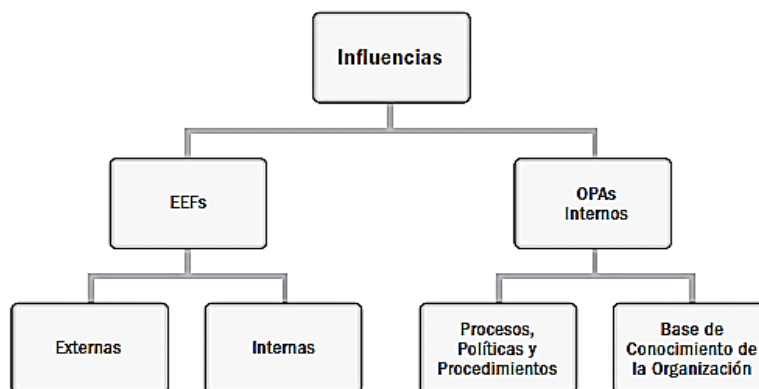 Influencias
EEFs
OPAs
Internos
Externas
Internas
Procesos,
Políticas y
Procedimientos
Base de
Conocimiento de
la Organización